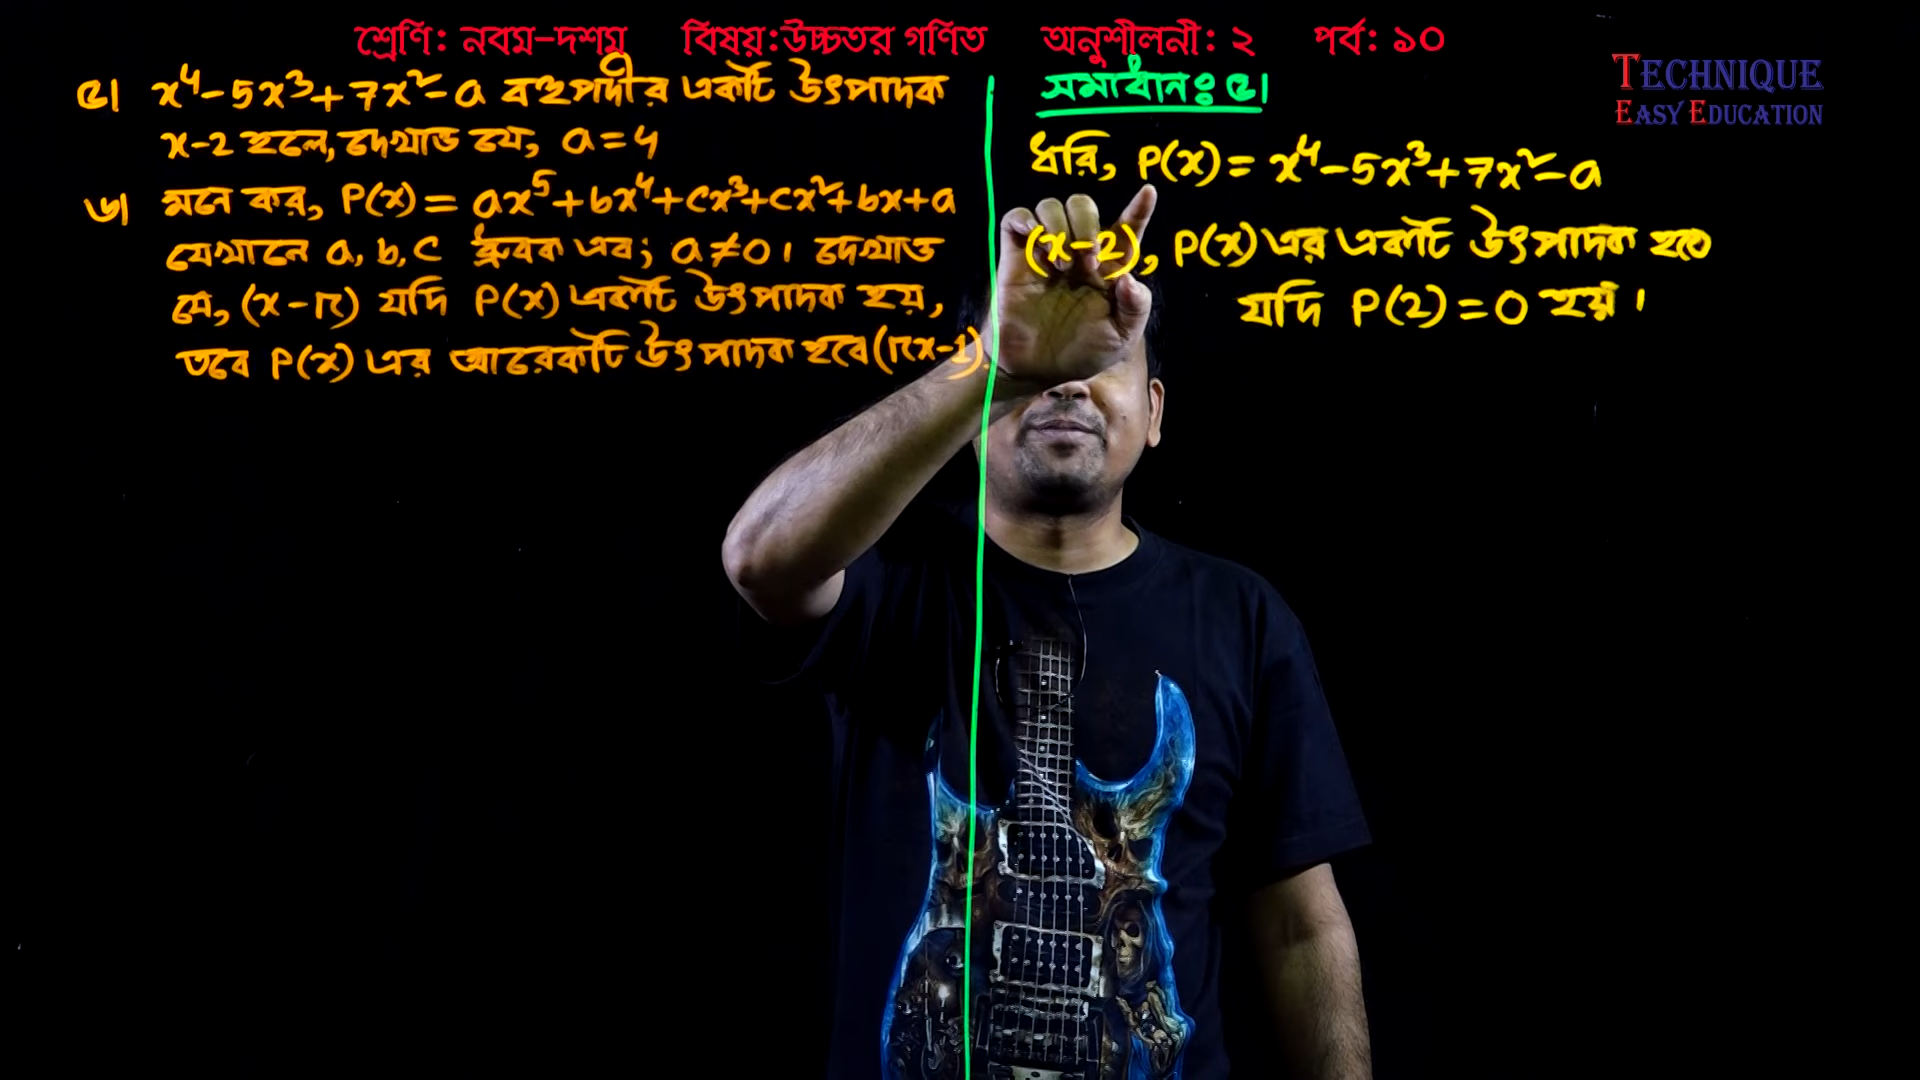 শ্রেণি: নবম-দশম বিষয়:উচ্চতর গণিত অনুশীলনী: ২ পর্ব: ১০
TECHNIQUE
EASY EDUCATION
৫। x⁴-5x³+7x²-a বহুপদীর একটি উৎপাদক
x-2 হলে, দেখাও যে, a=4
৬। মনে কর, P(x) = ax⁵+bx⁴+cx³+cx²+bx+a
যেখানে a, b, c ধ্রুবক এবং a≠0। দেখাও
যে, (x-r) যদি P(x) একটি উৎপাদক হয়,
তবে P(x) এর আরেকটি উৎপাদক হবে (rx-1).
সমাধানঃ ৫।
ধরি, P(x) = x⁴-5x³+7x²-a
(x-2), P(x) এর একটি উৎপাদক হবে
যদি P(2) = 0 হয়।